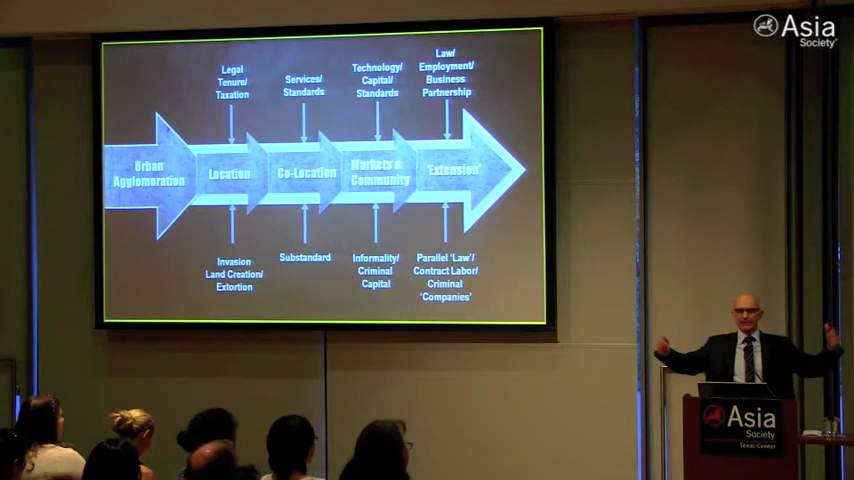 Asia
Society
Legal
Tenure/
Taxation
Services/
Standards
Technology/
Capital/
Standards
Law/
Employment/
Business
Partnership
Urban
Agglomeration
Location
Co-Location
Markets &
Community
'Extension'
Invasion
Land Creation/
Extortion
Substandard
Informality/
Criminal
Capital
Parallel 'Law'/
Contract Labor/
Criminal
'Companies'
Asia
Society
Texas Center